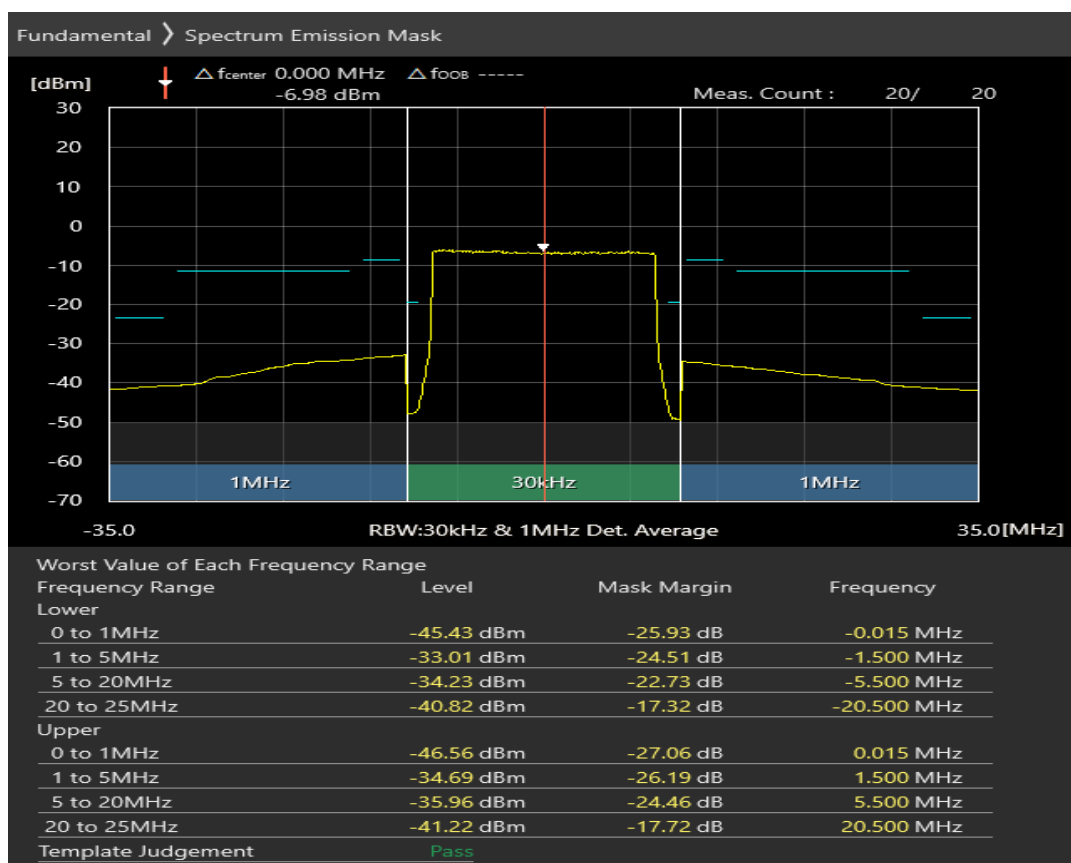 Fundamental ❯ Spectrum Emission Mask
[dBm] △ fcenter 0.000 MHz △ fOOB -----
-6.98 dBm Meas. Count : 20/ 20
30
20
10
0
-10
-20
-30
-40
-50
-60
1MHz 30kHz 1MHz
-70
-35.0 RBW:30kHz & 1MHz Det. Average 35.0[MHz]
Worst Value of Each Frequency Range
Frequency Range Level Mask Margin Frequency
Lower
0 to 1MHz -45.43 dBm -25.93 dB -0.015 MHz
1 to 5MHz -33.01 dBm -24.51 dB -1.500 MHz
5 to 20MHz -34.23 dBm -22.73 dB -5.500 MHz
20 to 25MHz -40.82 dBm -17.32 dB -20.500 MHz
Upper
0 to 1MHz -46.56 dBm -27.06 dB 0.015 MHz
1 to 5MHz -34.69 dBm -26.19 dB 1.500 MHz
5 to 20MHz -35.96 dBm -24.46 dB 5.500 MHz
20 to 25MHz -41.22 dBm -17.72 dB 20.500 MHz
Template Judgement Pass